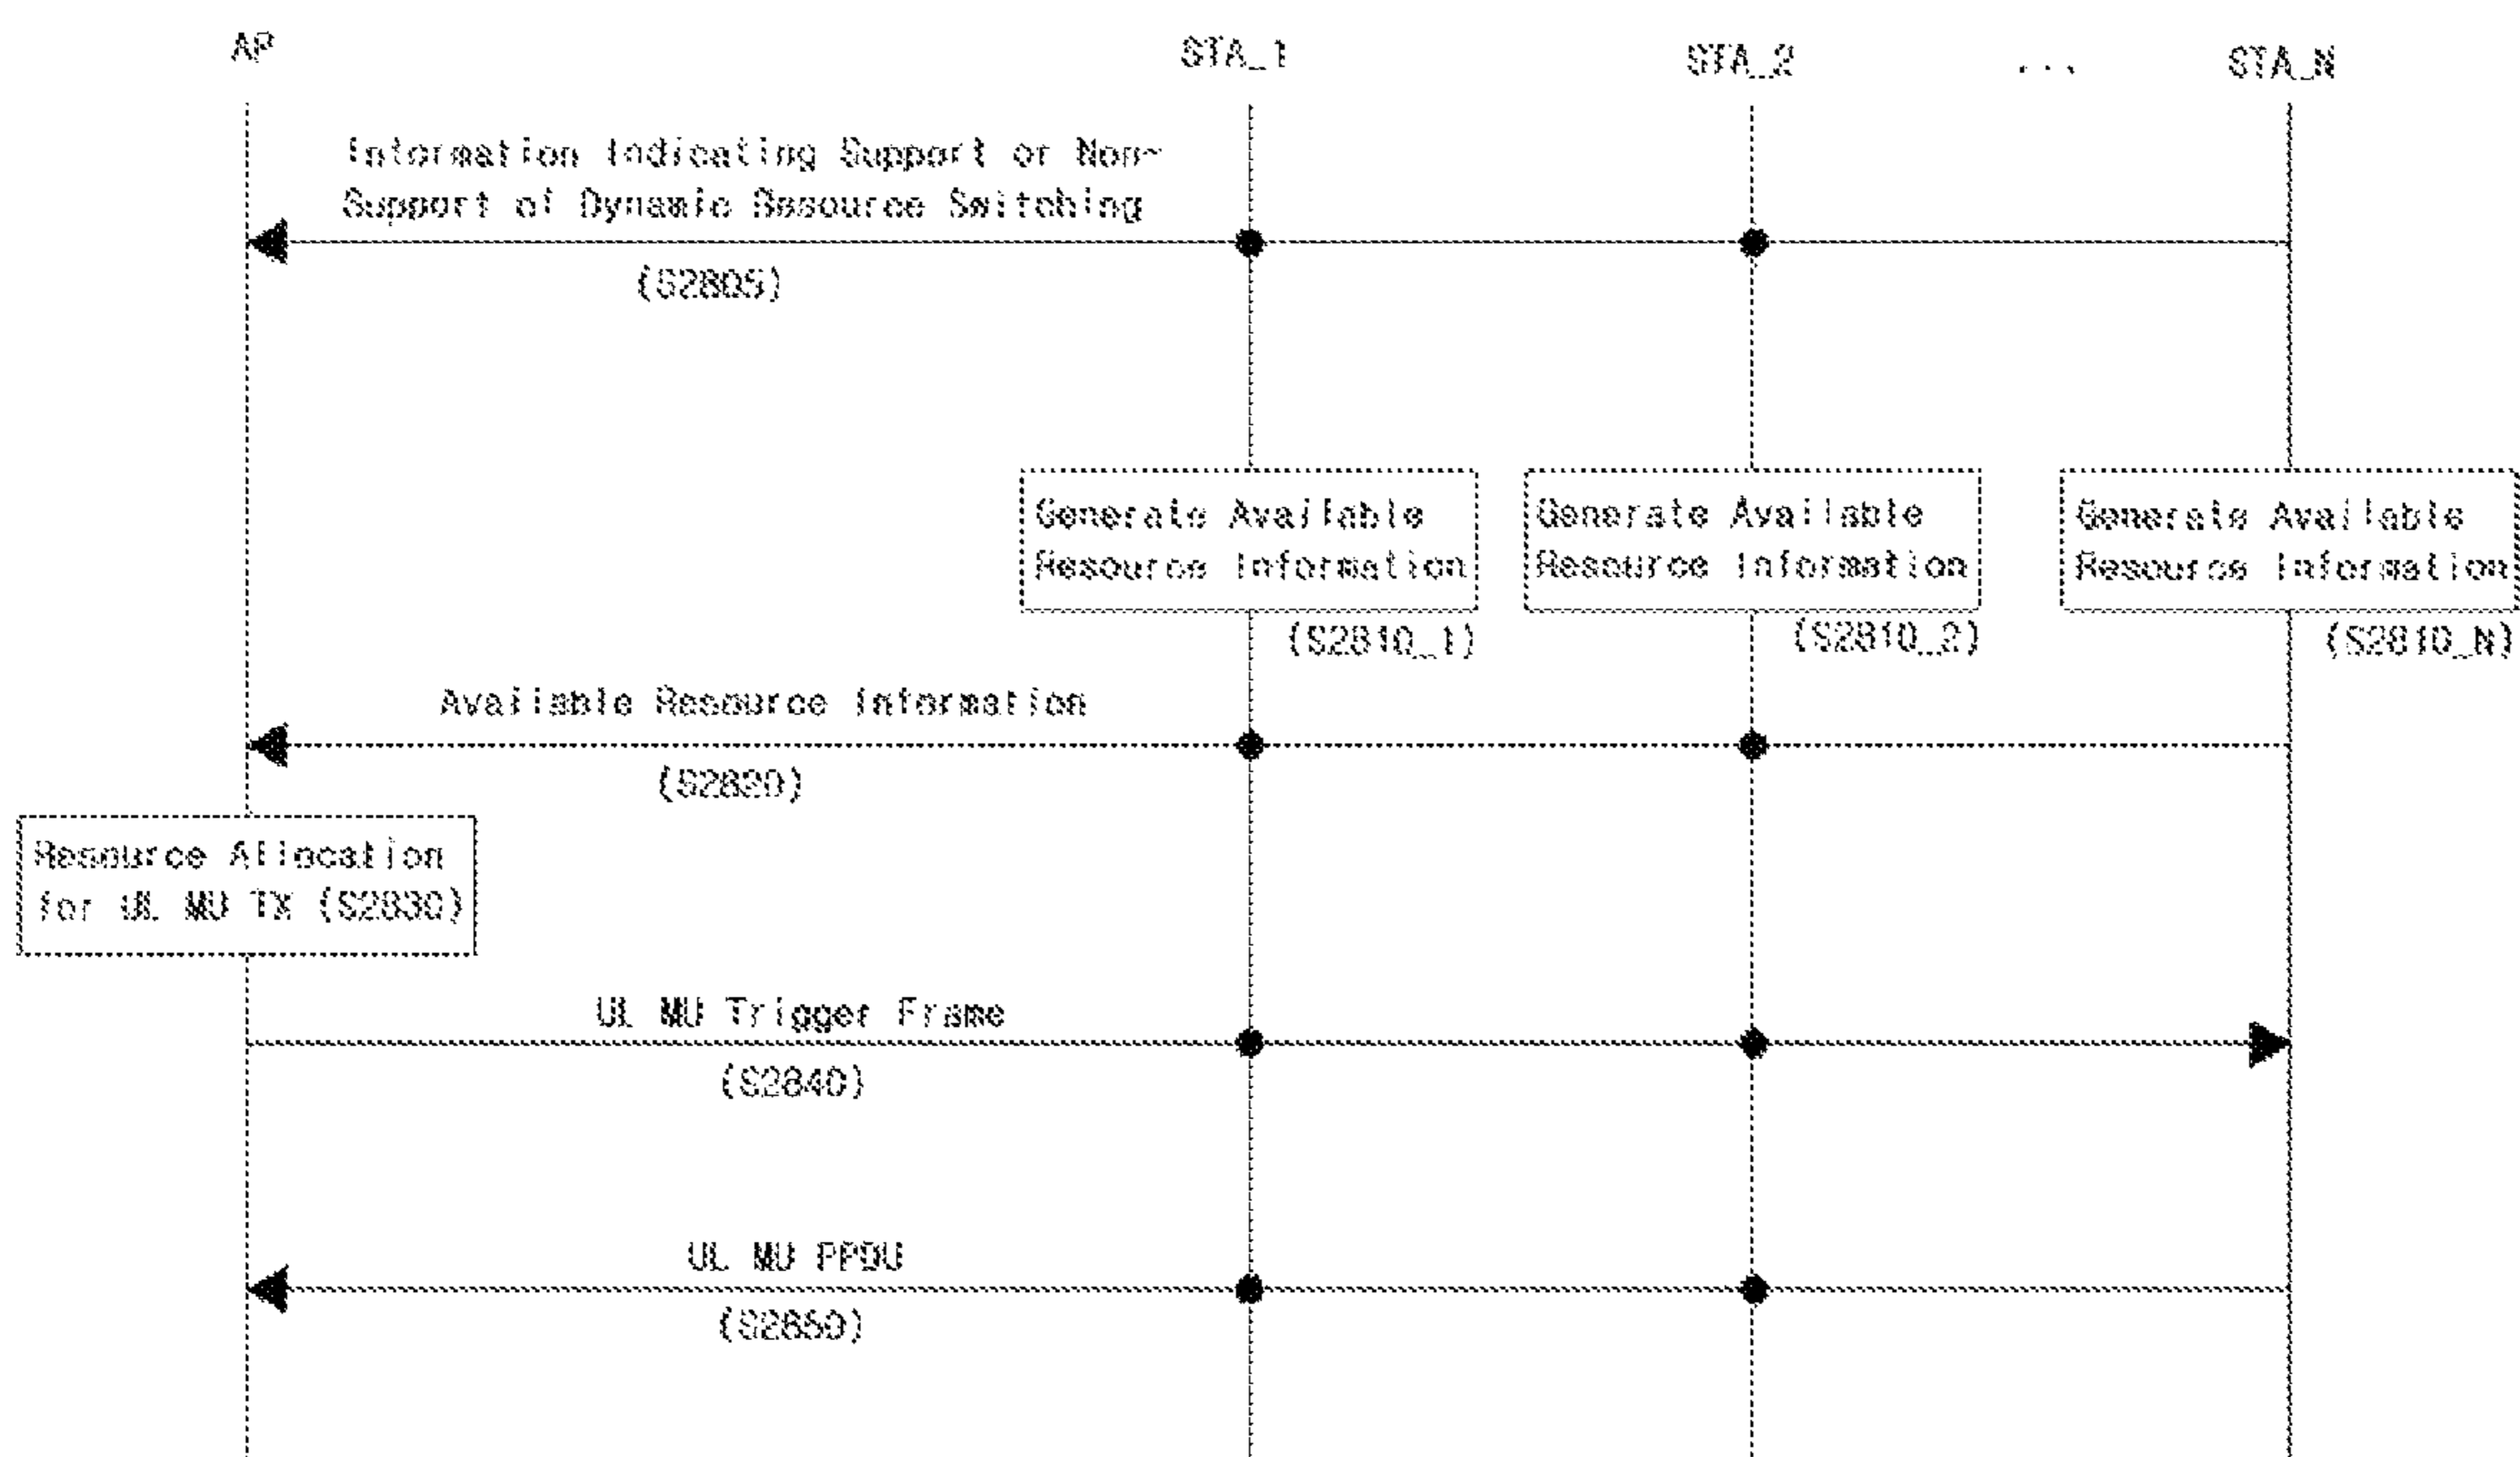 AP
STA_1
STA_2
...
STA_N
Information Indicating Support or Non-
Support of Dynamic Resource Switching
(S2805)
Generate Available
Resource Information
(S2810_1)
Generate Available
Resource Information
(S2810_2)
Generate Available
Resource Information
(S2810_N)
Available Resource Information
(S2820)
Resource Allocation
for UL MU TX (S2830)
UL MU Trigger Frame
(S2840)
UL MU PPDU
(S2850)